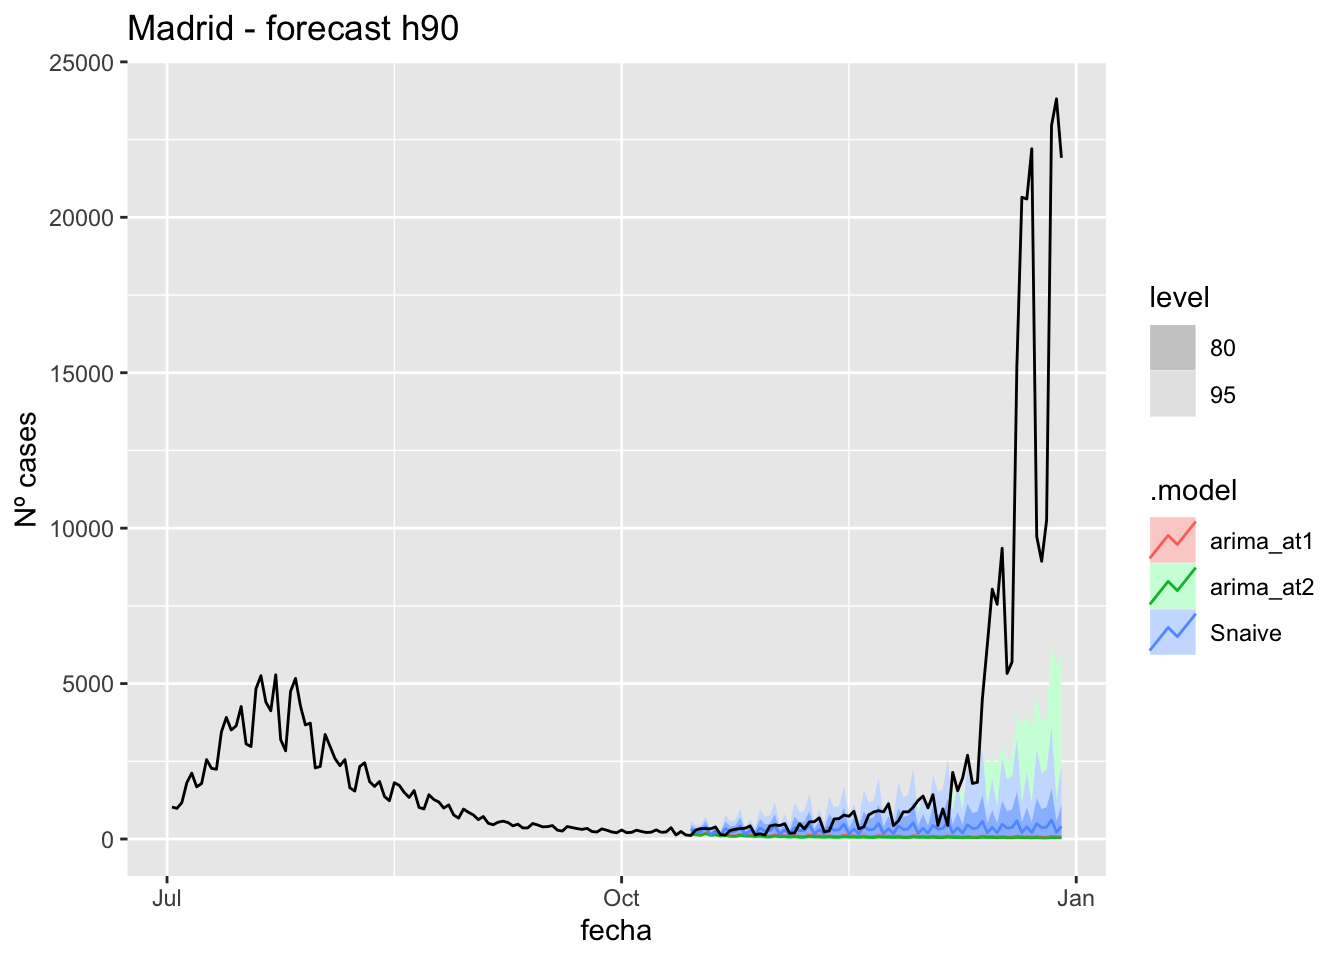 Madrid - forecast h90
25000
20000
15000
10000
5000
0
Nº cases
Jul
Oct
Jan
fecha
level
80
95
.model
arima_at1
arima_at2
Snaive